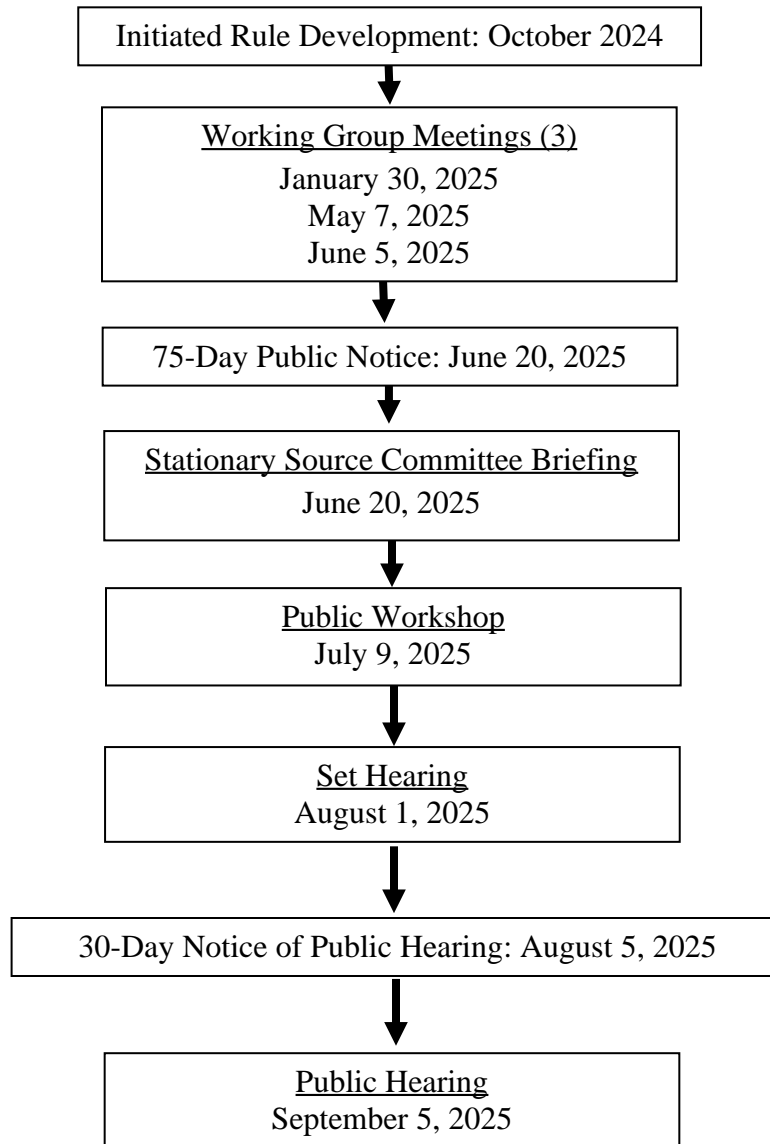 Initiated Rule Development: October 2024
Working Group Meetings (3)
January 30, 2025
May 7, 2025
June 5, 2025
75-Day Public Notice: June 20, 2025
Stationary Source Committee Briefing
June 20, 2025
Public Workshop
July 9, 2025
Set Hearing
August 1, 2025
30-Day Notice of Public Hearing: August 5, 2025
Public Hearing
September 5, 2025